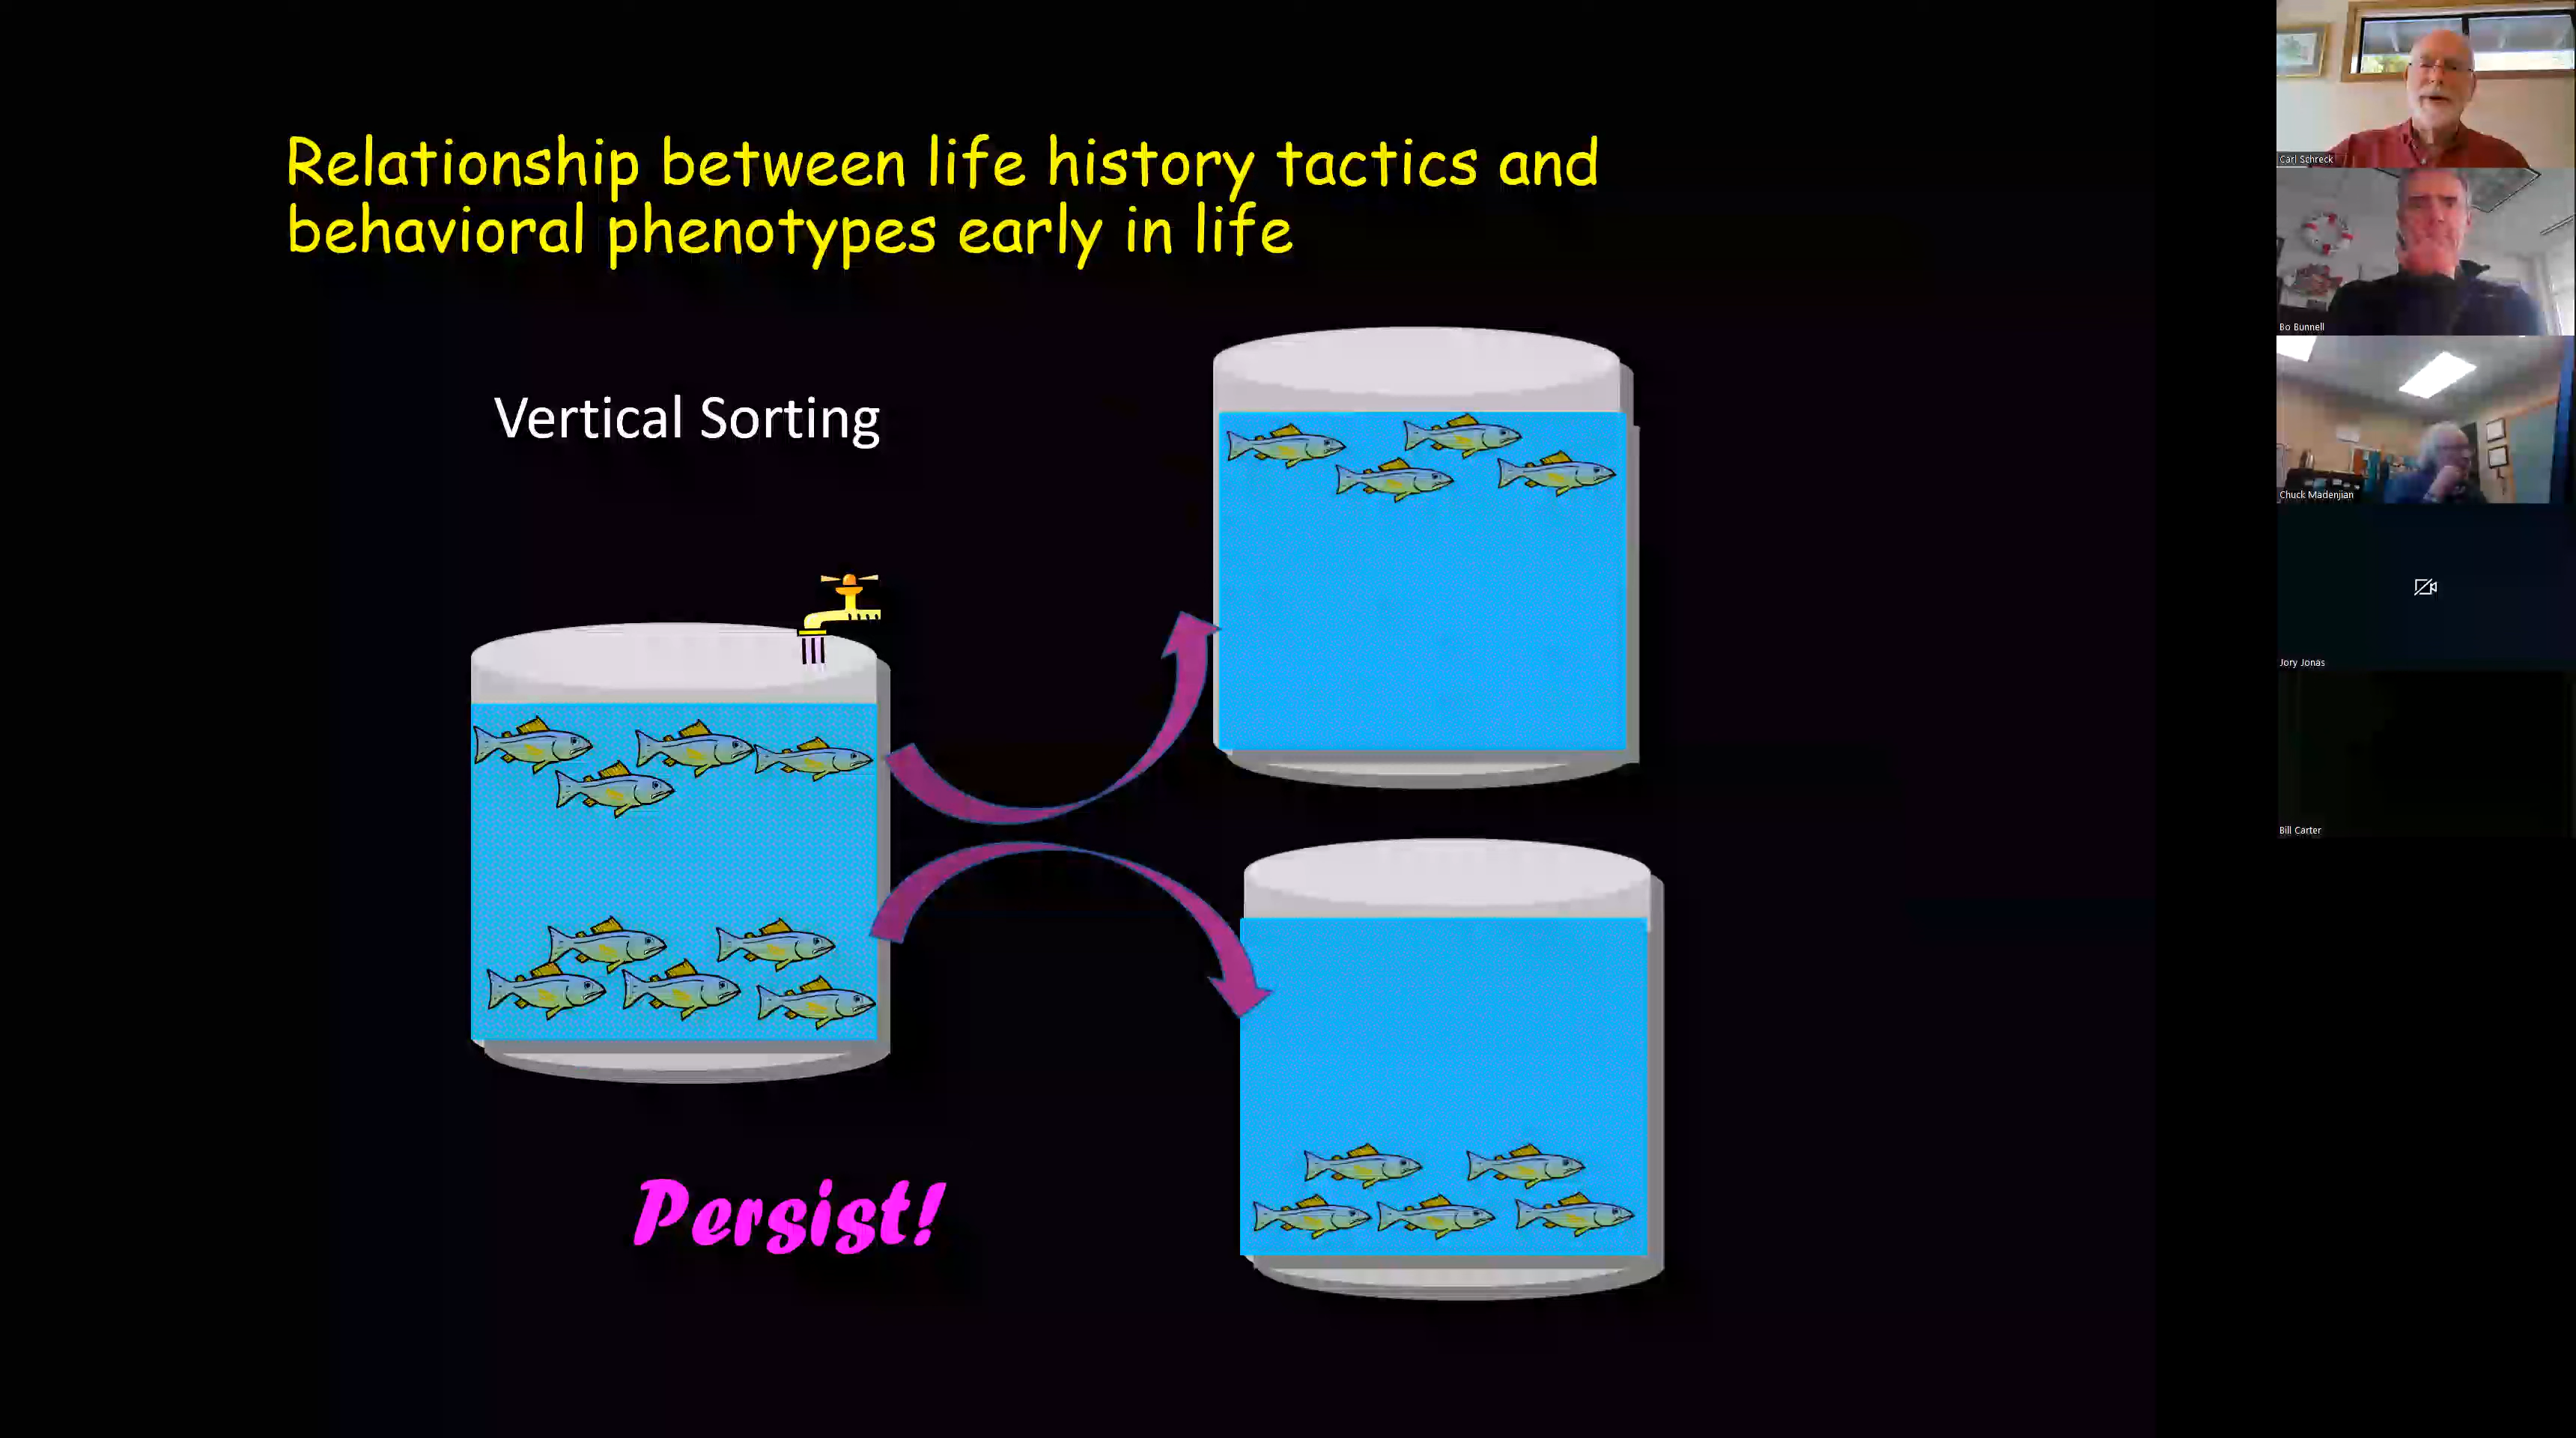 Relationship between life history tactics and
behavioral phenotypes early in life
Vertical Sorting
Persist!
Carl Schreck
Bo Bunnell
Chuck Madenjian
Jory Jonas
Bill Carter